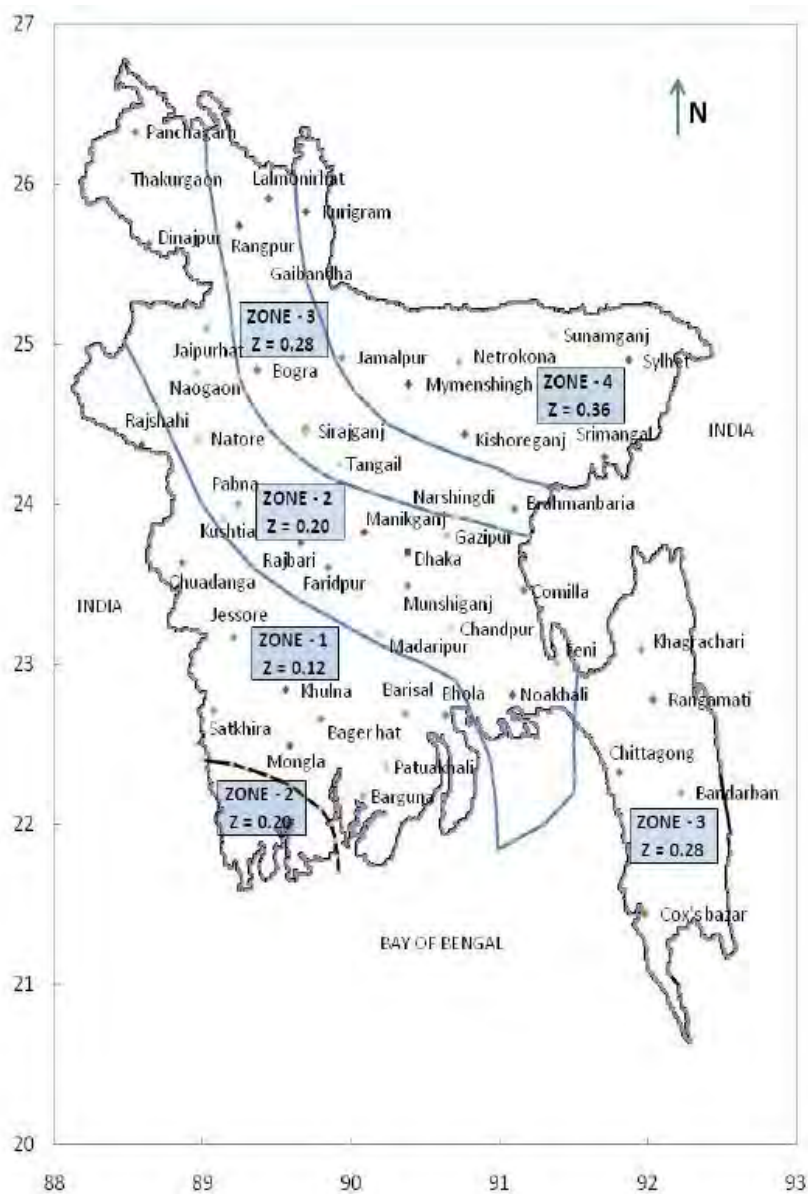 27
N
Panchagarh
26
Thakurgaon
Lalmonirhat
Kurigram
Dinajpur
Rangpur
Gaibandha
ZONE - 3
Z = 0.28
Sunamganj
25
Jaipurhat
Jamalpur
Netrokona
Sylhet
Bogra
Mymenshingh
ZONE - 4
Z = 0.36
Naogaon
Rajshahi
Natore
Sirajganj
Kishoreganj
Srimangal
INDIA
Tangail
Pabna
ZONE - 2
Z = 0.20
Narshingdi
Brahmanbaria
24
Kushtia
Manikganj
Gazipur
Rajbari
Dhaka
Chuadanga
Faridpur
Munshiganj
Comilla
INDIA
Jessore
Chandpur
ZONE - 1
Z = 0.12
Madaripur
Feni
Khagrachari
23
Khulna
Barisal
Bhola
Noakhali
Rangamati
Satkhira
Bagerhat
Mongla
Chittagong
Patuakhali
Bandarban
ZONE - 2
Z = 0.20
Barguna
22
ZONE - 3
Z = 0.28
Cox's bazar
BAY OF BENGAL
21
20
88 89 90 91 92 93